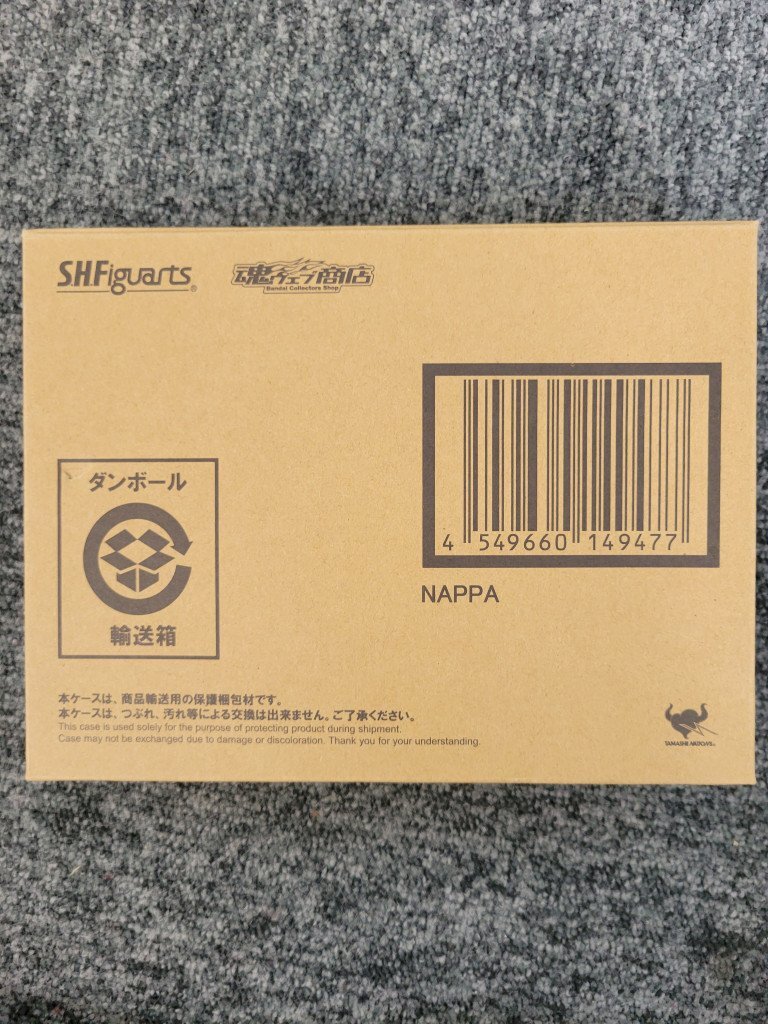 S.H.Figuarts®
魂ウェブ商店
Bandai Collectors Shop
4 549660 149477
NAPPA
ダンボール
輸送箱
本ケースは、商品輸送用の保護梱包材です。
本ケースは、つぶれ、汚れ等による交換は出来ません。ご了承ください。
This case is used solely for the purpose of protecting product during shipment.
Case may not be exchanged due to damage or discoloration. Thank you for your understanding.
TAMASHII NATIONS